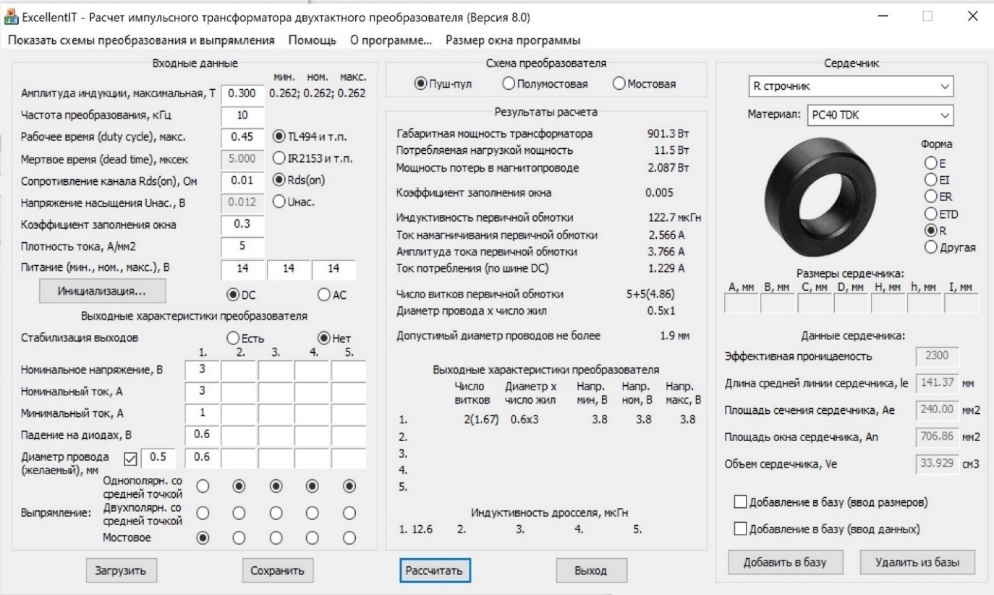 ExcellentIT - Расчет импульсного трансформатора двухтактного преобразователя (Версия 8.0)
Показать схемы преобразования и выпрямления Помощь О программе... Размер окна программы
Входные данные
мин. ном. макс.
Амплитуда индукции, максимальная, Т 0.300 0.262; 0.262; 0.262
Частота преобразования, кГц 10
Рабочее время (duty cycle), макс. 0.45 TL494 и т.п.
Мертвое время (dead time), мксек 5.000 IR2153 и т.п.
Сопротивление канала Rds(on), Ом 0.01 Rds(on)
Напряжение насыщения Uнас., В 0.012 Uнас.
Коэффициент заполнения окна 0.3
Плотность тока, А/мм2 5
Питание (мин., ном., макс.), В 14 14 14
Инициализация... DC AC
Выходные характеристики преобразователя
Стабилизация выходов Есть Нет
1. 2. 3. 4. 5.
Номинальное напряжение, В 3
Номинальный ток, А 3
Минимальный ток, А 1
Падение на диодах, В 0.6
Диаметр провода (желаемый), мм 0.5 0.6
Однополярн. со средней точкой
Выпрямление: Двухполярн. со средней точкой
Мостовое
Загрузить Сохранить
Схема преобразователя
Пуш-пул Полумостовая Мостовая
Результаты расчета
Габаритная мощность трансформатора 901.3 Вт
Потребляемая нагрузкой мощность 11.5 Вт
Мощность потерь в магнитопроводе 2.087 Вт
Коэффициент заполнения окна 0.005
Индуктивность первичной обмотки 122.7 мкГн
Ток намагничивания первичной обмотки 2.566 А
Амплитуда тока первичной обмотки 3.766 А
Ток потребления (по шине DC) 1.229 А
Число витков первичной обмотки 5+5(4.86)
Диаметр провода х число жил 0.5x1
Допустимый диаметр проводов не более 1.9 мм
Выходные характеристики преобразователя
Число витков Диаметр х число жил Напр. мин, В Напр. ном, В Напр. макс, В
1. 2(1.67) 0.6x3 3.8 3.8 3.8
2.
3.
4.
5.
Индуктивность дросселя, мкГн
1. 12.6 2. 3. 4. 5.
Рассчитать Выход
Сердечник
R строчник
Материал: PC40 TDK
Форма
E
EI
ER
ETD
R
Другая
Размеры сердечника:
A, мм B, мм C, мм D, мм H, мм h, мм I, мм
Данные сердечника:
Эффективная проницаемость 2300
Длина средней линии сердечника, le 141.37 мм
Площадь сечения сердечника, Ae 240.00 мм2
Площадь окна сердечника, An 706.86 мм2
Объем сердечника, Ve 33.929 см3
Добавление в базу (ввод размеров)
Добавление в базу (ввод данных)
Добавить в базу Удалить из базы